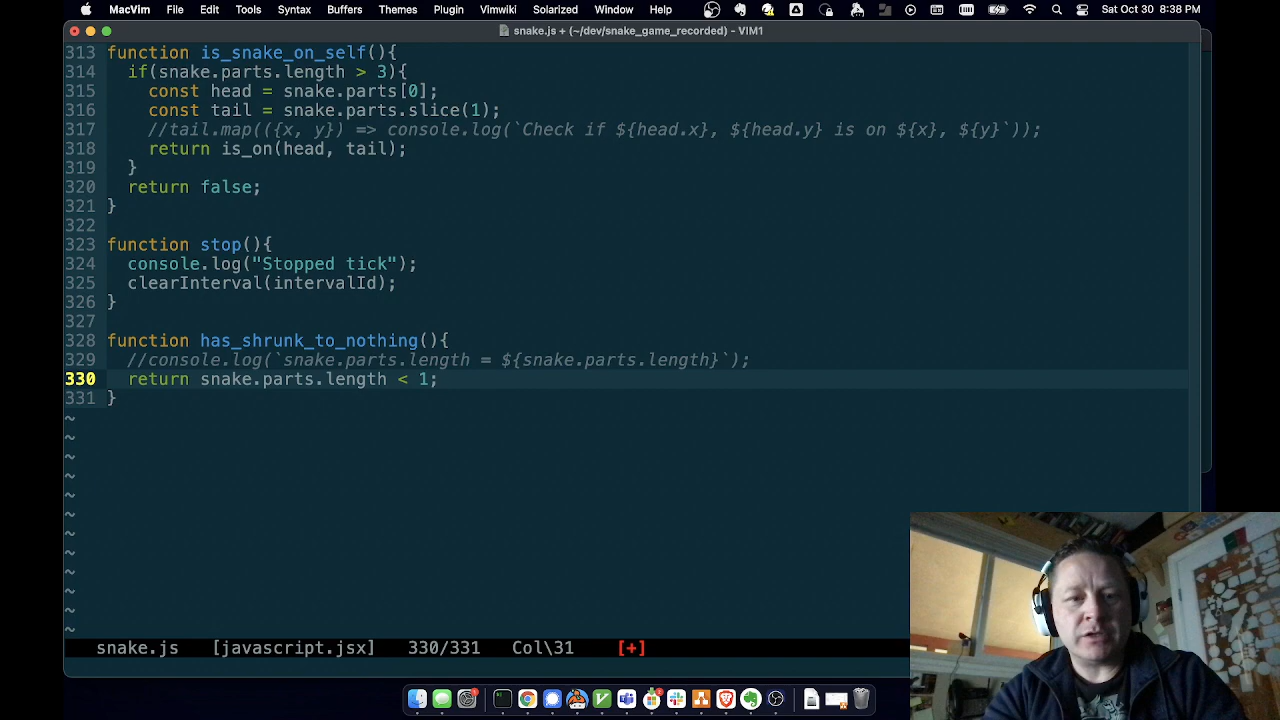 MacVim File Edit Tools Syntax Buffers Themes Plugin Vimwiki Solarized Window Help Sat Oct 30 8:38 PM
snake.js + (~/dev/snake_game_recorded) - VIM1
313 function is_snake_on_self(){
314   if(snake.parts.length > 3){
315     const head = snake.parts[0];
316     const tail = snake.parts.slice(1);
317     //tail.map(({x, y}) => console.log(`Check if ${head.x}, ${head.y} is on ${x}, ${y}`));
318     return is_on(head, tail);
319   }
320   return false;
321 }
322
323 function stop(){
324   console.log("Stopped tick");
325   clearInterval(intervalId);
326 }
327
328 function has_shrunk_to_nothing(){
329   //console.log(`snake.parts.length = ${snake.parts.length}`);
330   return snake.parts.length < 1;
331 }
~
~
~
~
~
~
~
~
~
~
~
~
snake.js [javascript.jsx] 330/331 Col\31 [+]